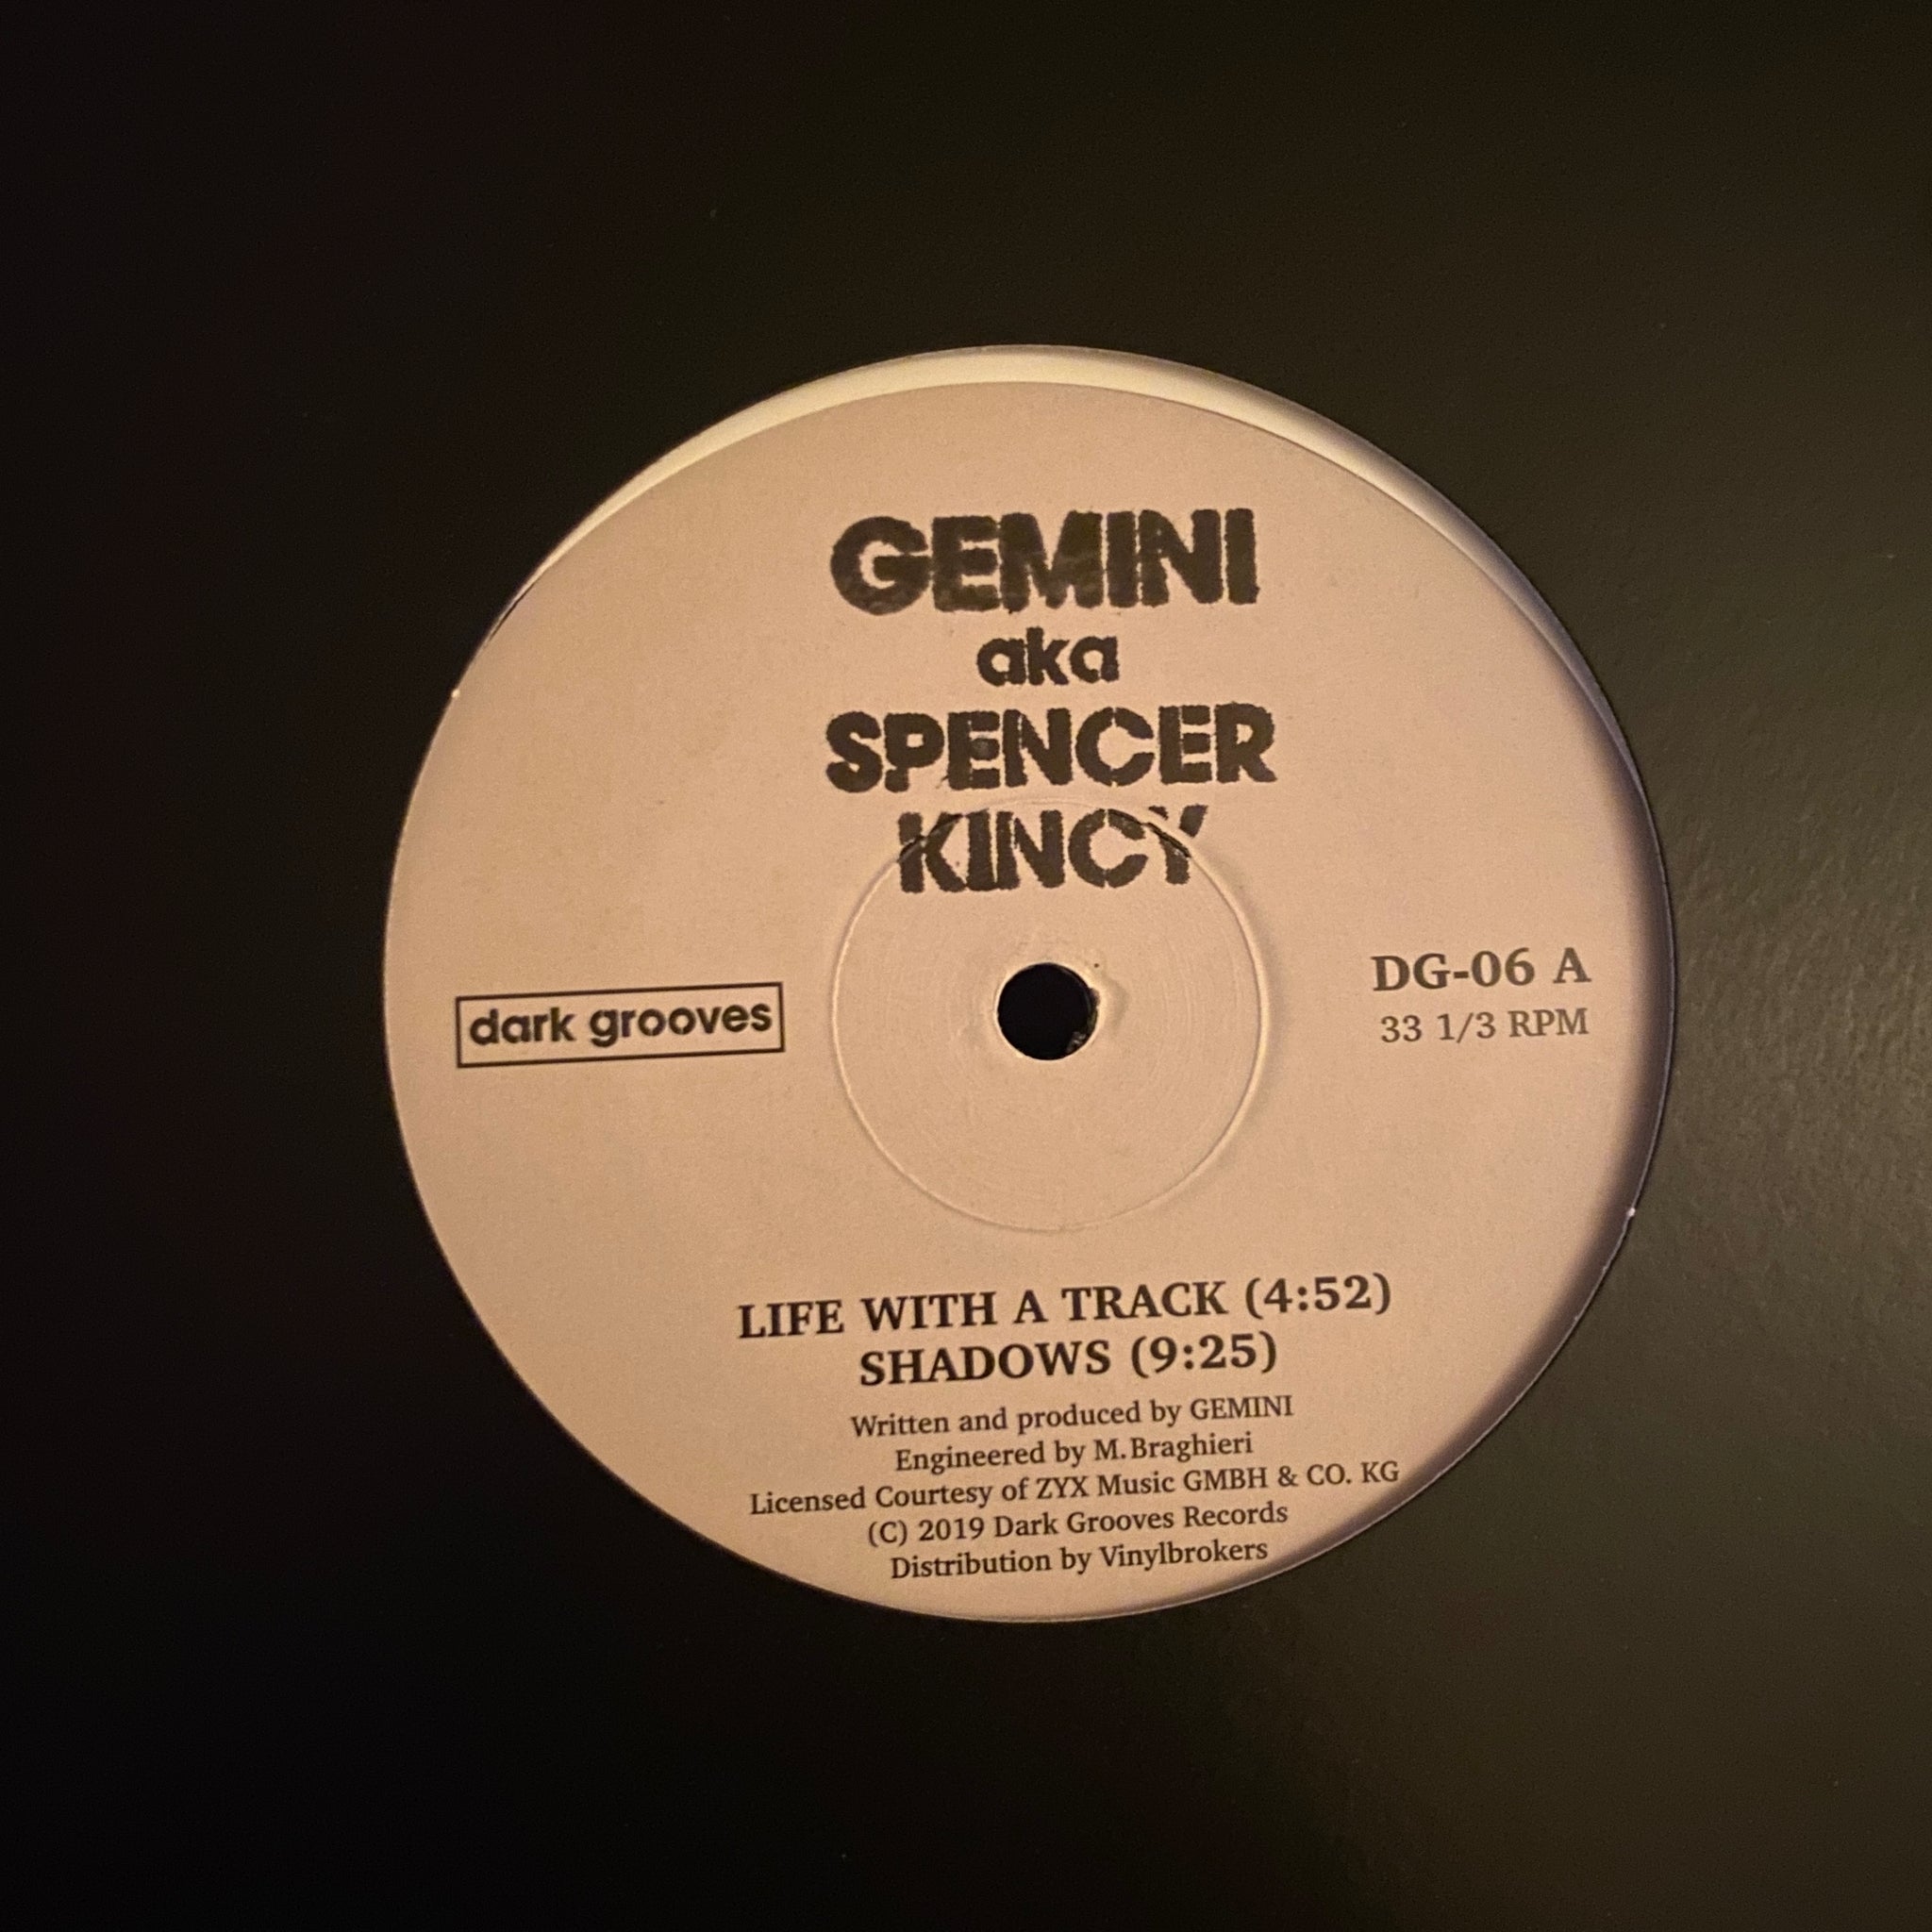 GEMINI
aka
SPENCER
KINCY
dark grooves
DG-06 A
33 1/3 RPM
LIFE WITH A TRACK (4:52)
SHADOWS (9:25)
Written and produced by GEMINI
Engineered by M.Braghieri
Licensed Courtesy of ZYX Music GMBH & CO. KG
(C) 2019 Dark Grooves Records
Distribution by Vinylbrokers